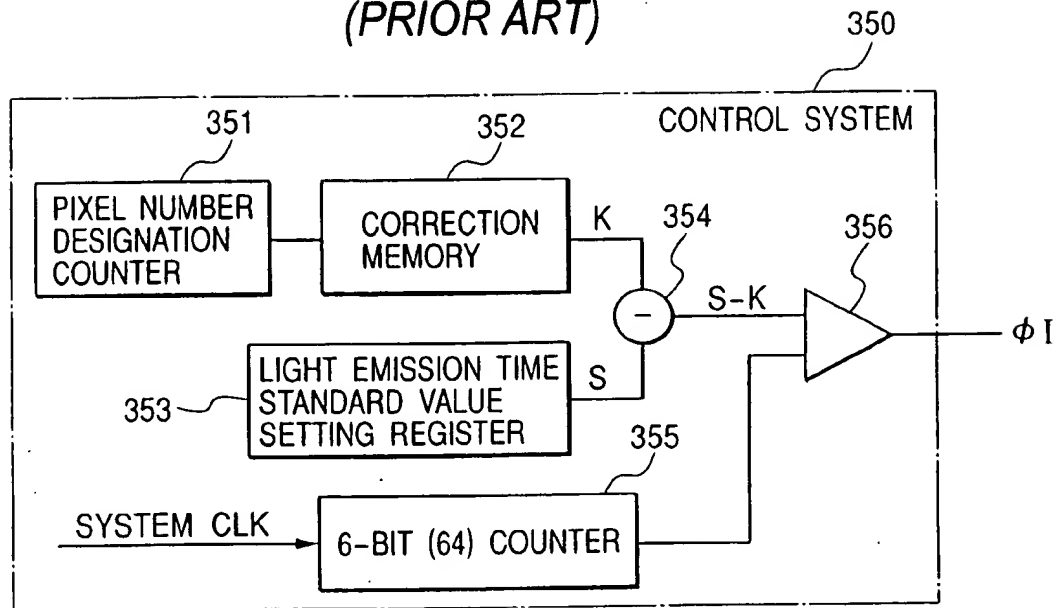 (PRIOR ART)
350
CONTROL SYSTEM
351
352
PIXEL NUMBER
DESIGNATION
COUNTER
CORRECTION
MEMORY
K
354
356
−
S-K
ϕI
353
LIGHT EMISSION TIME
STANDARD VALUE
SETTING REGISTER
S
355
SYSTEM CLK
6-BIT (64) COUNTER